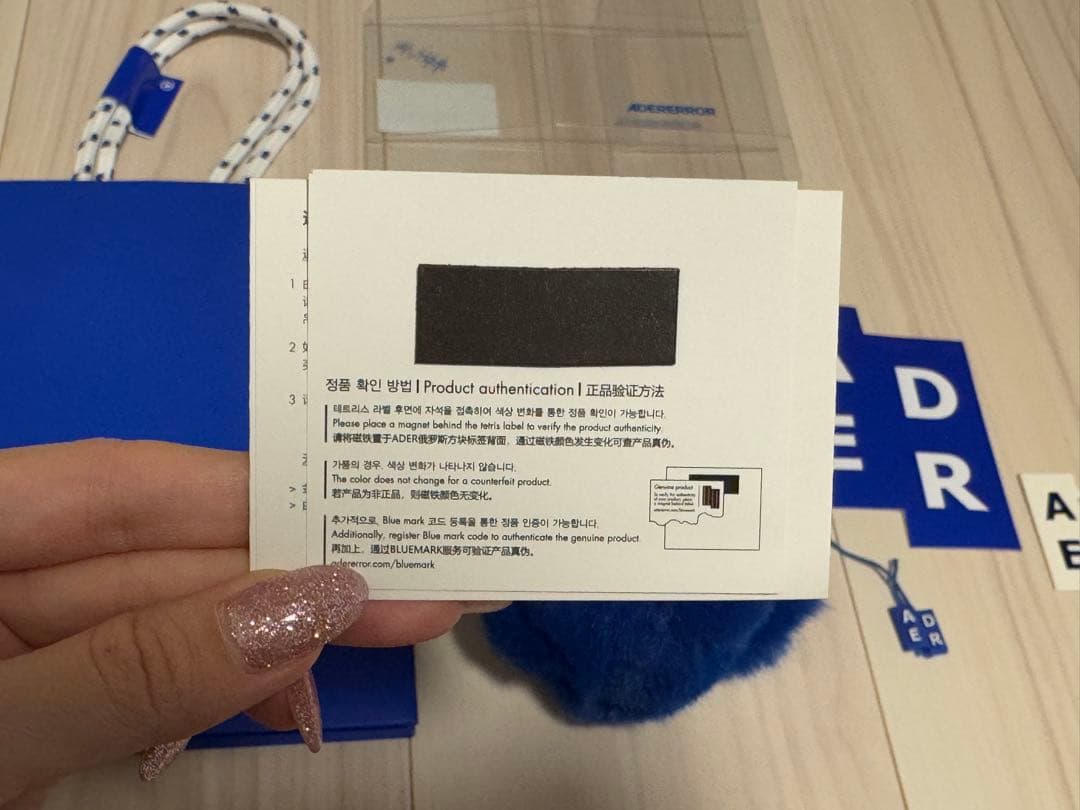 ADERERROR
정품 확인 방법 | Product authentication | 正品验证方法
테트리스 라벨 후면에 자석을 접촉하여 색상 변화를 통한 정품 확인이 가능합니다.
Please place a magnet behind the tetris label to verify the product authenticity.
请将磁铁置于ADER俄罗斯方块标签背面，通过磁铁颜色发生变化可查产品真伪。
가품의 경우, 색상 변화가 나타나지 않습니다.
The color does not change for a counterfeit product.
若产品为非正品，则磁铁颜色无变化。
추가적으로, Blue mark 코드 등록을 통한 정품 인증이 가능합니다.
Additionally, register Blue mark code to authenticate the genuine product.
再加上，通过BLUEMARK服务可验证产品真伪。
adererror.com/bluemark
Genuine product
1
2
3
D
E R
A D
E R
A
E